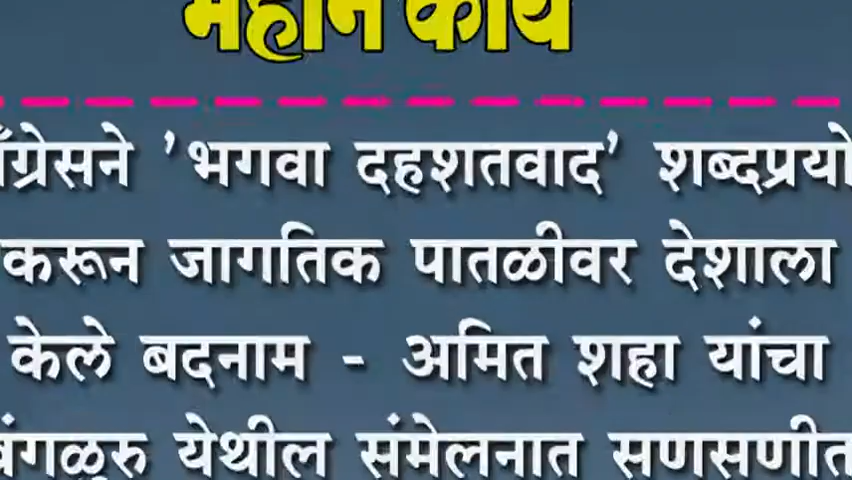 महान कार्य
काँग्रेसने 'भगवा दहशतवाद' शब्दप्रयो
करून जागतिक पातळीवर देशाला
केले बदनाम - अमित शहा यांचा
बंगळुरु येथील संमेलनात सणसणीत